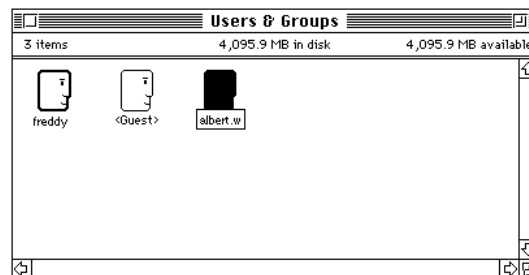 Users & Groups
3 items 4,095.9 MB in disk 4,095.9 MB available
freddy <Guest> albert.w